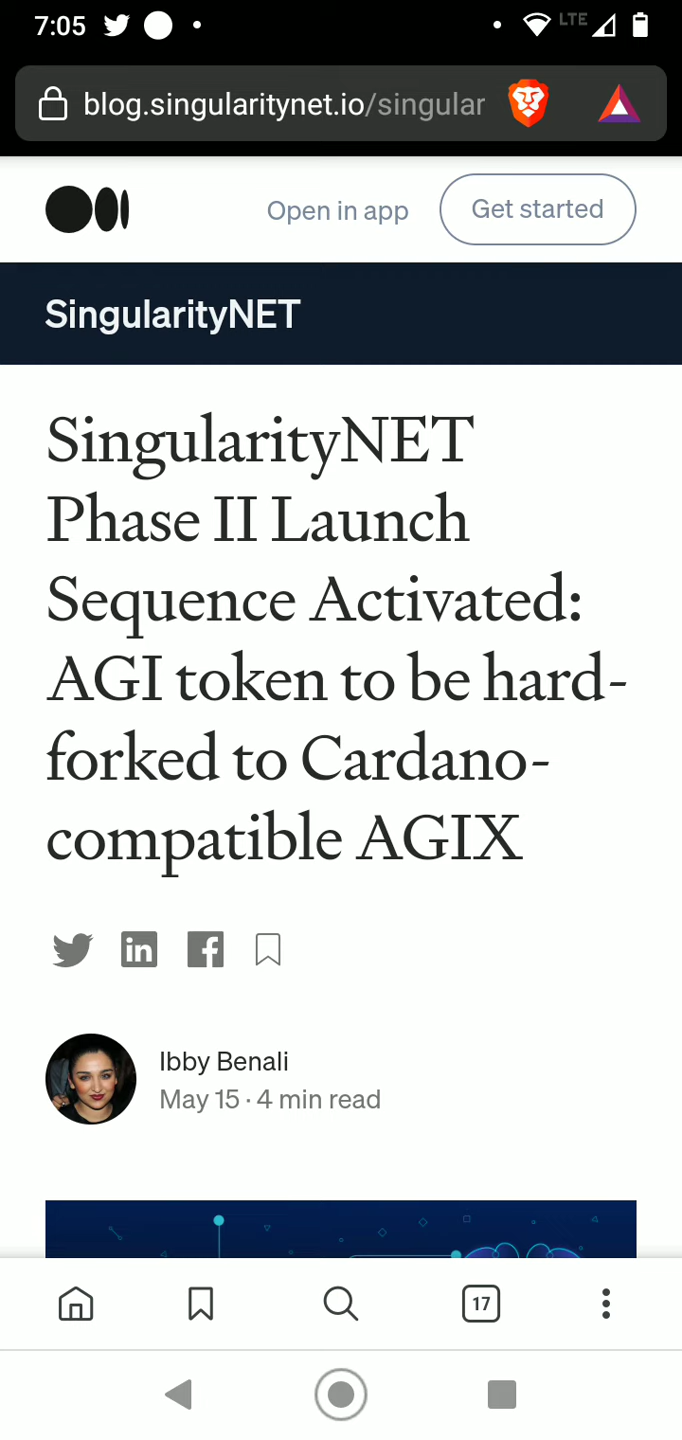 7:05
LTE
blog.singularitynet.io/singular
Open in app
Get started
SingularityNET
SingularityNET
Phase II Launch
Sequence Activated:
AGI token to be hard-
forked to Cardano-
compatible AGIX
in
Ibby Benali
May 15 · 4 min read
17